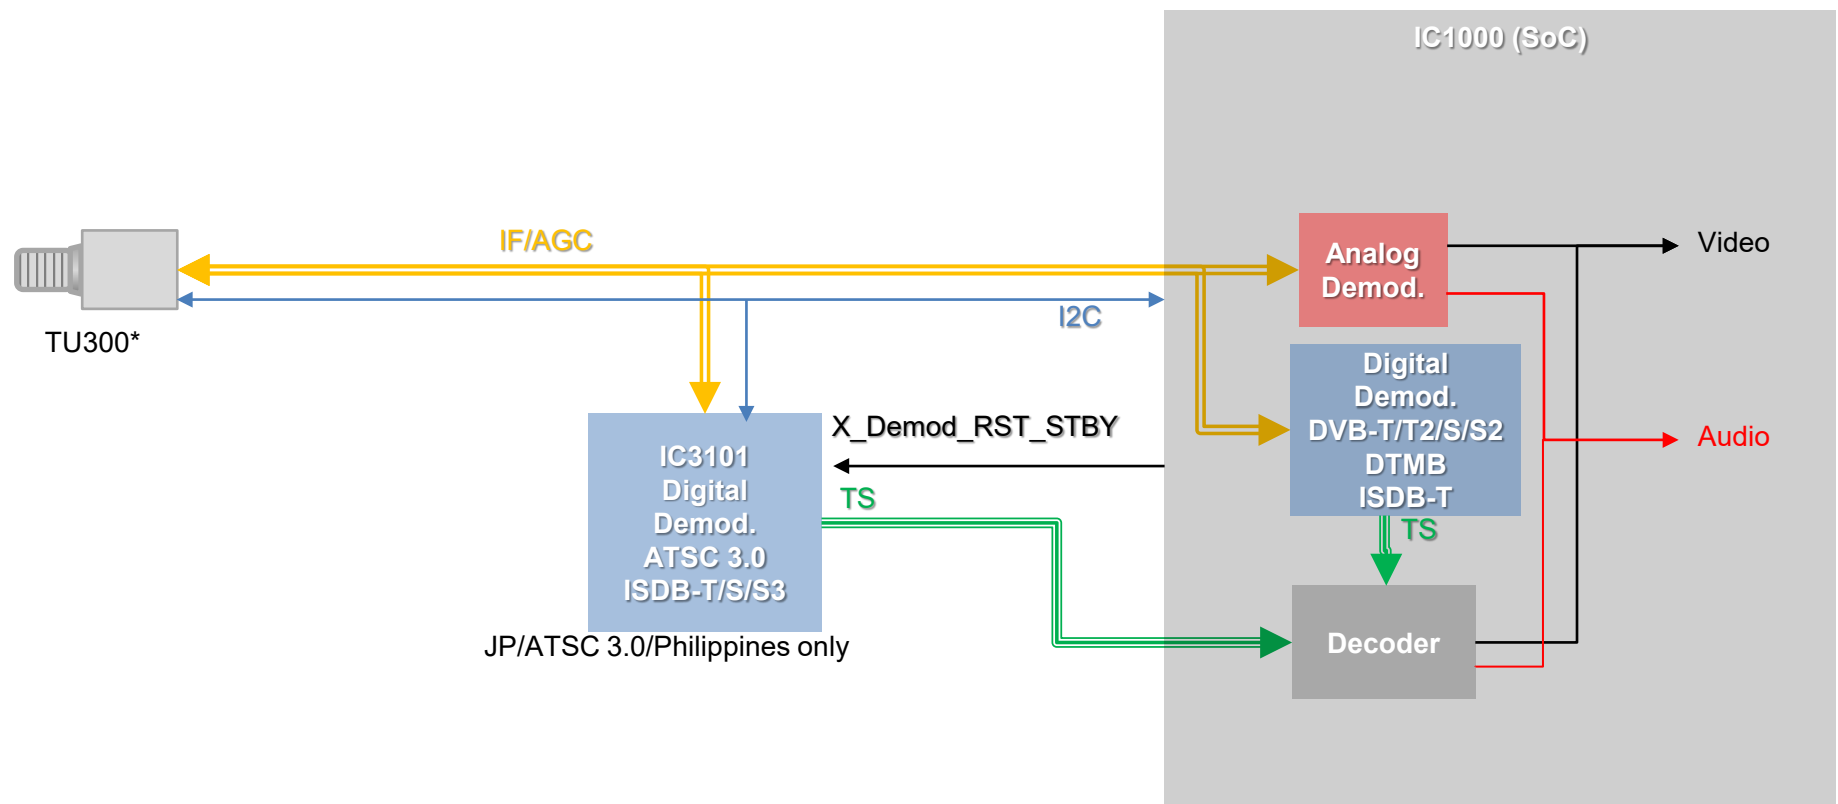 IC1000 (SoC)
IF/AGC
Analog
Demod.
Video
I2C
TU300*
Digital
Demod.
DVB-T/T2/S/S2
DTMB
ISDB-T
X_Demod_RST_STBY
Audio
IC3101
Digital
Demod.
ATSC 3.0
ISDB-T/S/S3
TS
TS
JP/ATSC 3.0/Philippines only
Decoder